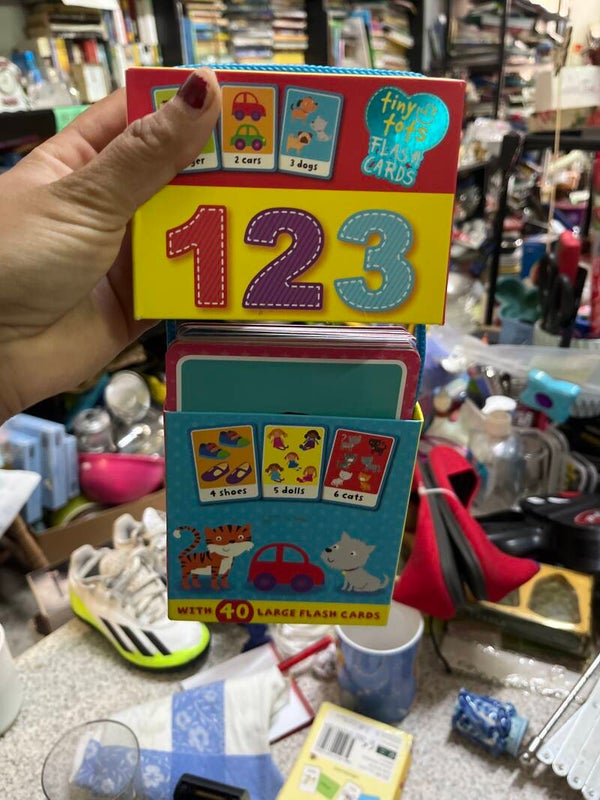 tiny
tots
FLASH
CARDS
ger
2 cars
3 dogs
123
4 shoes
5 dolls
6 cats
WITH 40 LARGE FLASH CARDS